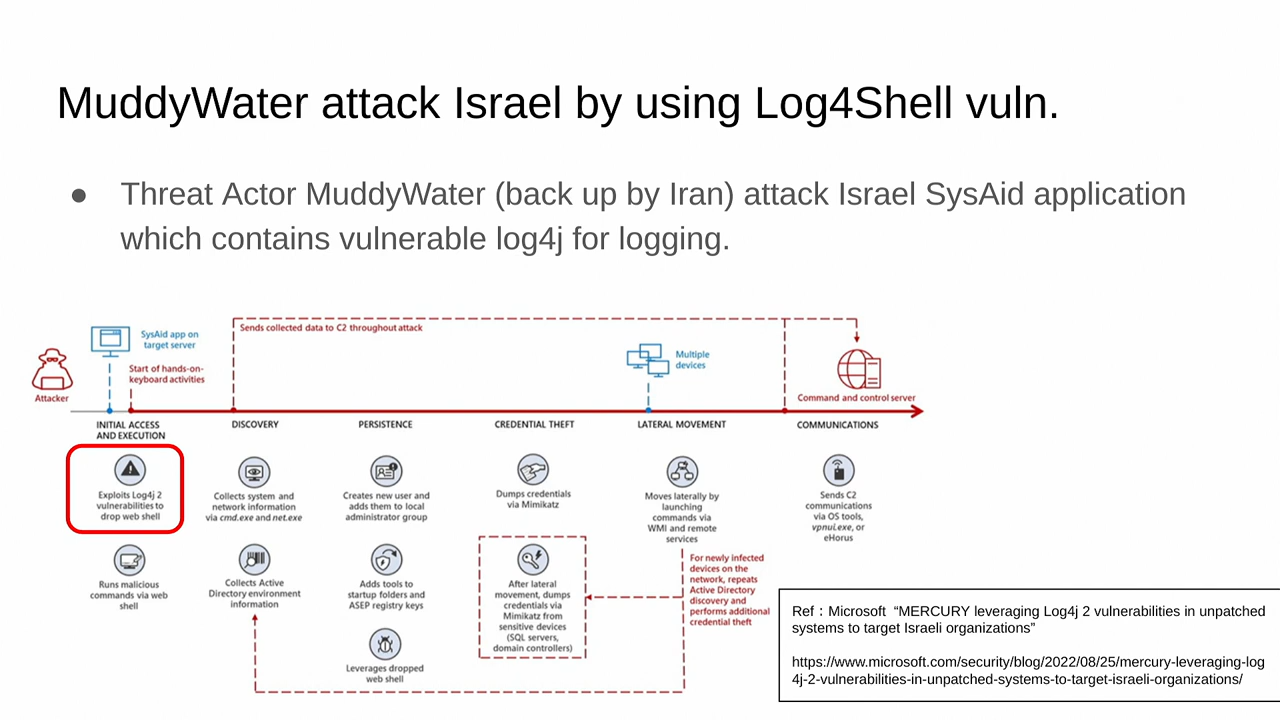 MuddyWater attack Israel by using Log4Shell vuln.
● Threat Actor MuddyWater (back up by Iran) attack Israel SysAid application
which contains vulnerable log4j for logging.
Attacker
SysAid app on
target server
Start of hands-on-
keyboard activities
Sends collected data to C2 throughout attack
Multiple
devices
Command and control server
INITIAL ACCESS
AND EXECUTION
Exploits Log4j 2
vulnerabilities to
drop web shell
Runs malicious
commands via web
shell
DISCOVERY
Collects system and
network information
via cmd.exe and net.exe
Collects Active
Directory environment
information
PERSISTENCE
Creates new user and
adds them to local
administrator group
Adds tools to
startup folders and
ASEP registry keys
Leverages dropped
web shell
CREDENTIAL THEFT
Dumps credentials
via Mimikatz
After lateral
movement, dumps
credentials via
Mimikatz from
sensitive devices
(SQL servers,
domain controllers)
LATERAL MOVEMENT
Moves laterally by
launching
commands via
WMI and remote
services
For newly infected
devices on the
network, repeats
Active Directory
discovery and
performs additional
credential theft
COMMUNICATIONS
Sends C2
communications
via OS tools,
vpnui.exe, or
eHorus
Ref : Microsoft “MERCURY leveraging Log4j 2 vulnerabilities in unpatched
systems to target Israeli organizations”
https://www.microsoft.com/security/blog/2022/08/25/mercury-leveraging-log
4j-2-vulnerabilities-in-unpatched-systems-to-target-israeli-organizations/